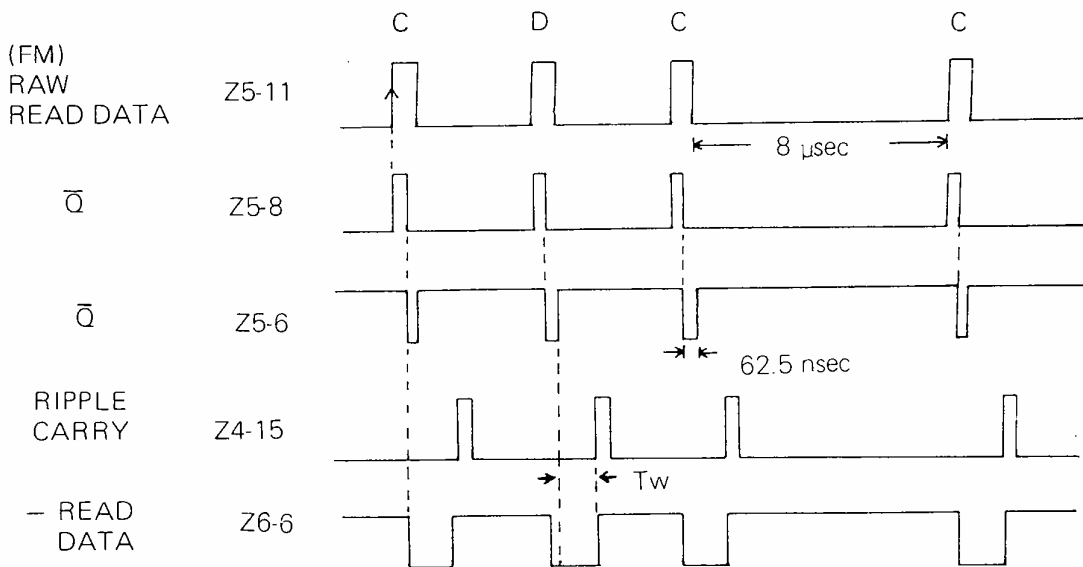 C D C C
(FM)
RAW
READ DATA Z5-11
8 µsec
Q̅ Z5-8
Q̅ Z5-6
62.5 nsec
RIPPLE
CARRY Z4-15
Tw
– READ
DATA Z6-6